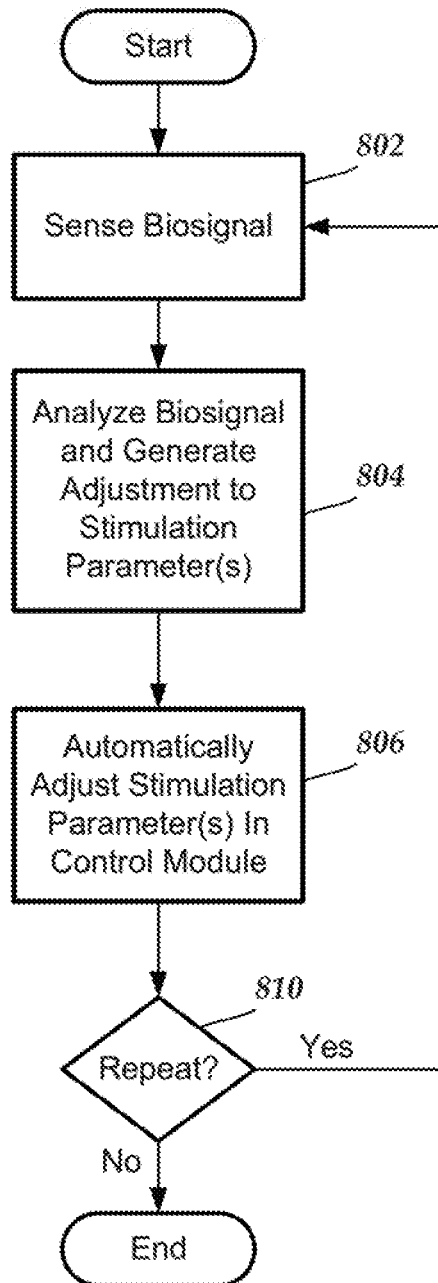 Start
802
Sense Biosignal
Analyze Biosignal
and Generate
Adjustment to
Stimulation
Parameter(s)
804
Automatically
Adjust Stimulation
Parameter(s) In
Control Module
806
810
Repeat?
Yes
No
End